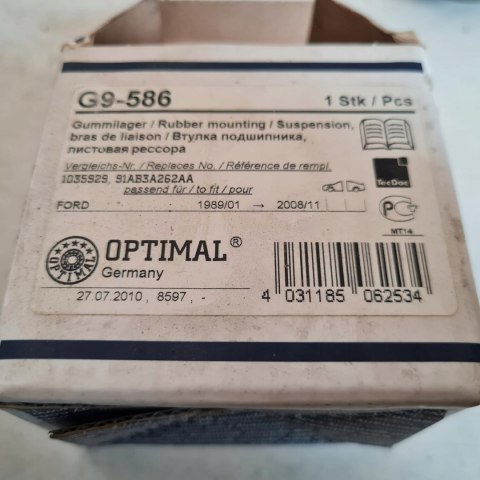 G9-586 1 Stk / Pcs
Gummilager / Rubber mounting / Suspension,
bras de liaison / Втулка подшипника,
листовая рессора
Vergleichs-Nr. / Replaces No. / Référence de rempl.
1035929, 91AB3A262AA
passend für / to fit / pour
TecDoc
FORD 1989/01 → 2008/11
PC
MT14
OPTIMAL
OPTIMAL®
Germany
27.07.2010 , 8597, -
4 031185 062534